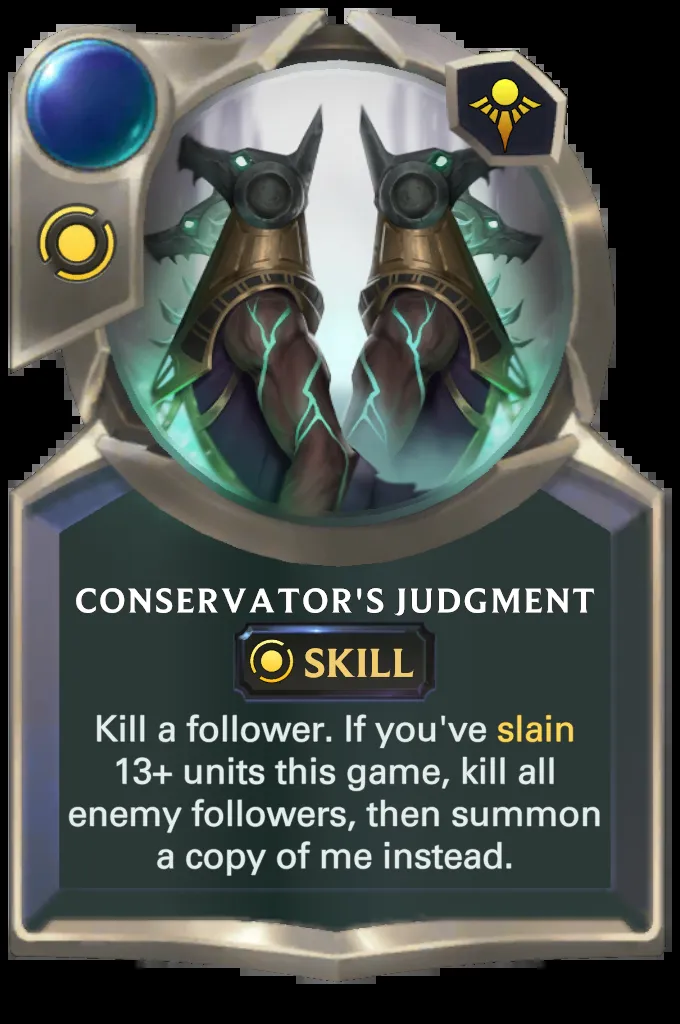 CONSERVATOR'S JUDGMENT
SKILL
Kill a follower. If you've slain
13+ units this game, kill all
enemy followers, then summon
a copy of me instead.